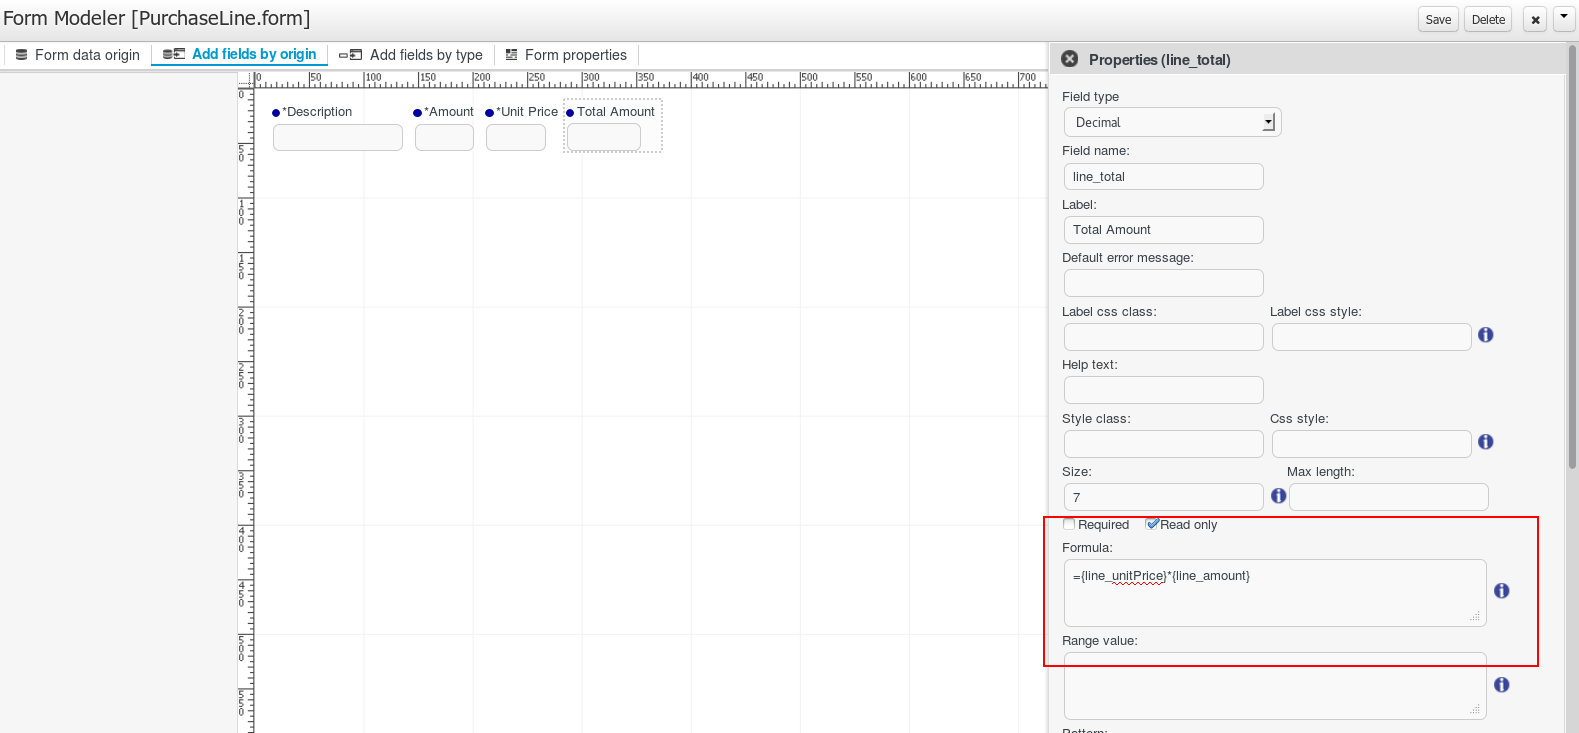 Form Modeler [PurchaseLine.form]
Save Delete
Form data origin Add fields by origin Add fields by type Form properties
0 50 100 150 200 250 300 350 400 450 500 550 600 650 700
Properties (line_total)
*Description *Amount *Unit Price Total Amount
Field type
Decimal
Field name:
line_total
Label:
Total Amount
Default error message:
Label css class: Label css style:
Help text:
Style class: Css style:
Size: Max length:
7
Required Read only
Formula:
={line_unitPrice}*{line_amount}
Range value:
Pattern:
0
50
100
150
200
250
300
350
400
450
500
550